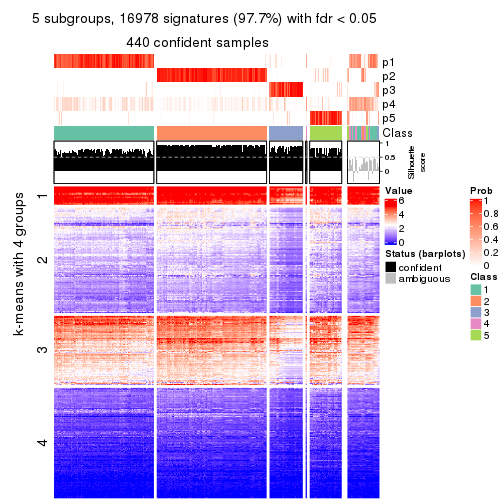 5 subgroups, 16978 signatures (97.7%) with fdr < 0.05
440 confident samples
p1
p2
p3
p4
p5
Class
1
0.5
0
Silhouette
score
k-means with 4 groups
1
2
3
4
Value
6
4
2
0
Status (barplots)
confident
ambiguous
Prob
1
0.8
0.6
0.4
0.2
0
Class
1
2
3
4
5